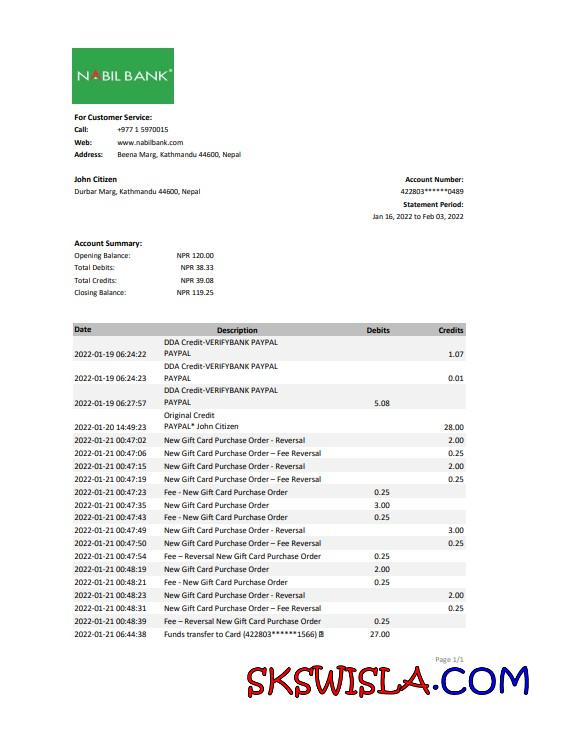 NABIL BANK
For Customer Service:
Call: +977 1 5970015
Web: www.nabilbank.com
Address: Beena Marg, Kathmandu 44600, Nepal
John Citizen
Durbar Marg, Kathmandu 44600, Nepal
Account Number:
422803******0489
Statement Period:
Jan 16, 2022 to Feb 03, 2022
Account Summary:
Opening Balance: NPR 120.00
Total Debits: NPR 38.33
Total Credits: NPR 39.08
Closing Balance: NPR 119.25
Date Description Debits Credits
DDA Credit-VERIFYBANK PAYPAL
2022-01-19 06:24:22 PAYPAL 1.07
DDA Credit-VERIFYBANK PAYPAL
2022-01-19 06:24:23 PAYPAL 0.01
DDA Credit-VERIFYBANK PAYPAL
2022-01-19 06:27:57 PAYPAL 5.08
Original Credit
2022-01-20 14:49:23 PAYPAL* John Citizen 28.00
2022-01-21 00:47:02 New Gift Card Purchase Order - Reversal 2.00
2022-01-21 00:47:06 New Gift Card Purchase Order – Fee Reversal 0.25
2022-01-21 00:47:15 New Gift Card Purchase Order - Reversal 2.00
2022-01-21 00:47:19 New Gift Card Purchase Order – Fee Reversal 0.25
2022-01-21 00:47:23 Fee - New Gift Card Purchase Order 0.25
2022-01-21 00:47:35 New Gift Card Purchase Order 3.00
2022-01-21 00:47:43 Fee - New Gift Card Purchase Order 0.25
2022-01-21 00:47:49 New Gift Card Purchase Order - Reversal 3.00
2022-01-21 00:47:50 New Gift Card Purchase Order – Fee Reversal 0.25
2022-01-21 00:47:54 Fee – Reversal New Gift Card Purchase Order 0.25
2022-01-21 00:48:19 New Gift Card Purchase Order 2.00
2022-01-21 00:48:21 Fee - New Gift Card Purchase Order 0.25
2022-01-21 00:48:23 New Gift Card Purchase Order - Reversal 2.00
2022-01-21 00:48:31 New Gift Card Purchase Order – Fee Reversal 0.25
2022-01-21 00:48:39 Fee – Reversal New Gift Card Purchase Order 0.25
2022-01-21 06:44:38 Funds transfer to Card (422803******1566) 27.00
Page 1/1
SKSWISLA.COM